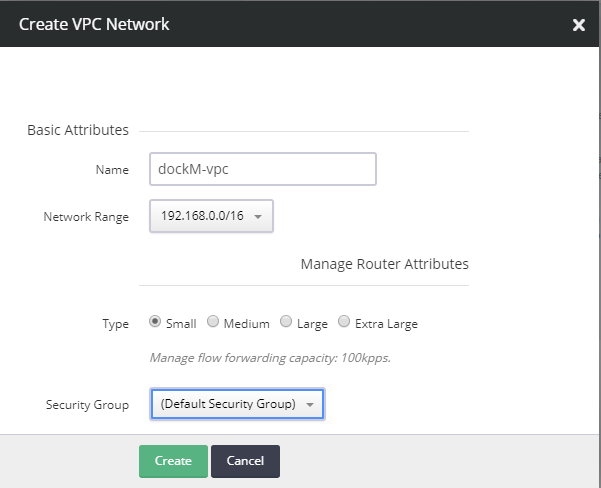 Create VPC Network
Basic Attributes
Name dockM-vpc
Network Range 192.168.0.0/16
Manage Router Attributes
Type Small Medium Large Extra Large
Manage flow forwarding capacity: 100kpps.
Security Group (Default Security Group)
Create Cancel